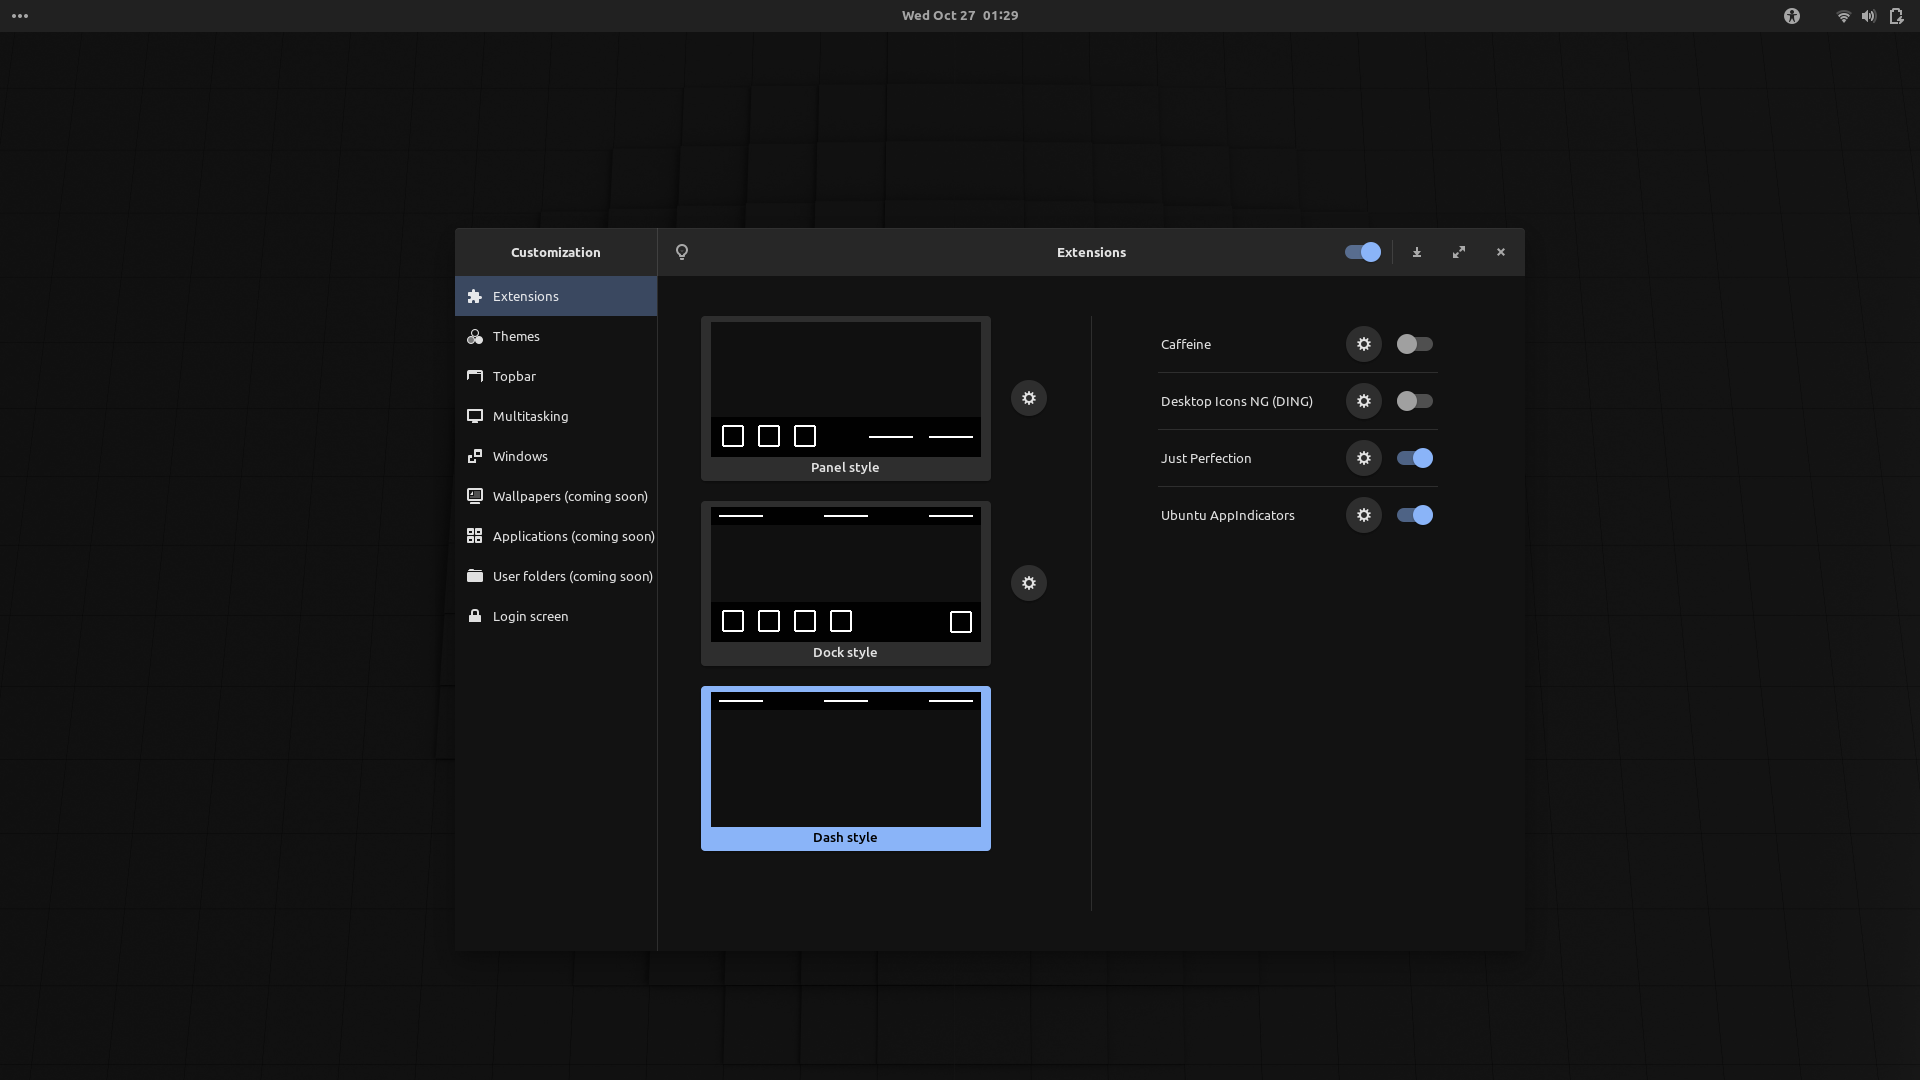 Wed Oct 27 01:29
Customization
Extensions
Extensions
Themes
Topbar
Multitasking
Windows
Wallpapers (coming soon)
Applications (coming soon)
User folders (coming soon)
Login screen
Panel style
Dock style
Dash style
Caffeine
Desktop Icons NG (DING)
Just Perfection
Ubuntu AppIndicators